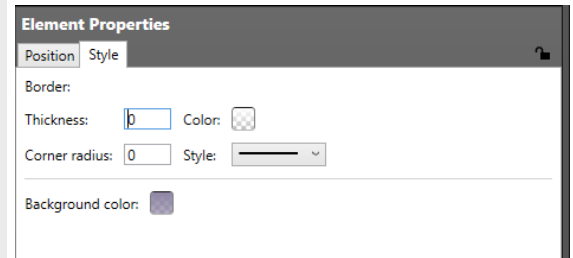 Element Properties
Position Style
Border:
Thickness: 0 Color:
Corner radius: 0 Style:
Background color: